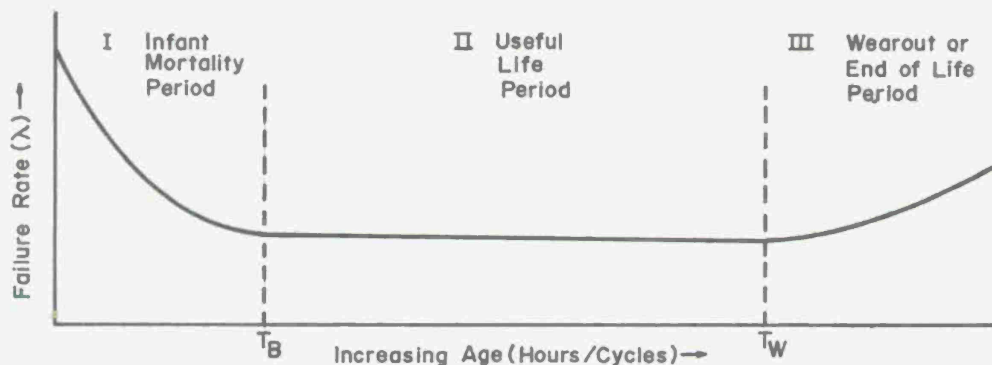 I Infant
Mortality
Period
II Useful
Life
Period
III Wearout or
End of Life
Period
Failure Rate (λ) →
T_B
Increasing Age (Hours/Cycles) →
T_W